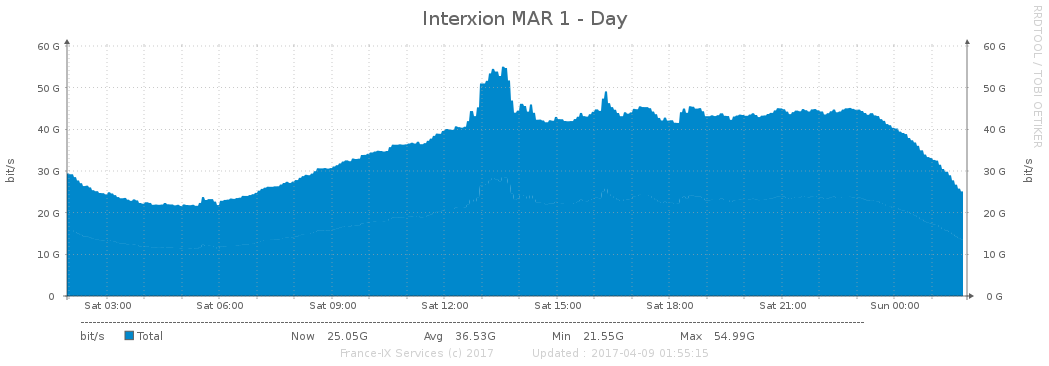 Interxion MAR 1 - Day
RRDTOOL / TOBI OETIKER
bit/s
60 G 60 G
50 G 50 G
40 G 40 G
30 G 30 G
20 G 20 G
10 G 10 G
0 0 G
bit/s
Sat 03:00 Sat 06:00 Sat 09:00 Sat 12:00 Sat 15:00 Sat 18:00 Sat 21:00 Sun 00:00
bit/s Total Now 25.05G Avg 36.53G Min 21.55G Max 54.99G
France-IX Services (c) 2017 Updated : 2017-04-09 01:55:15